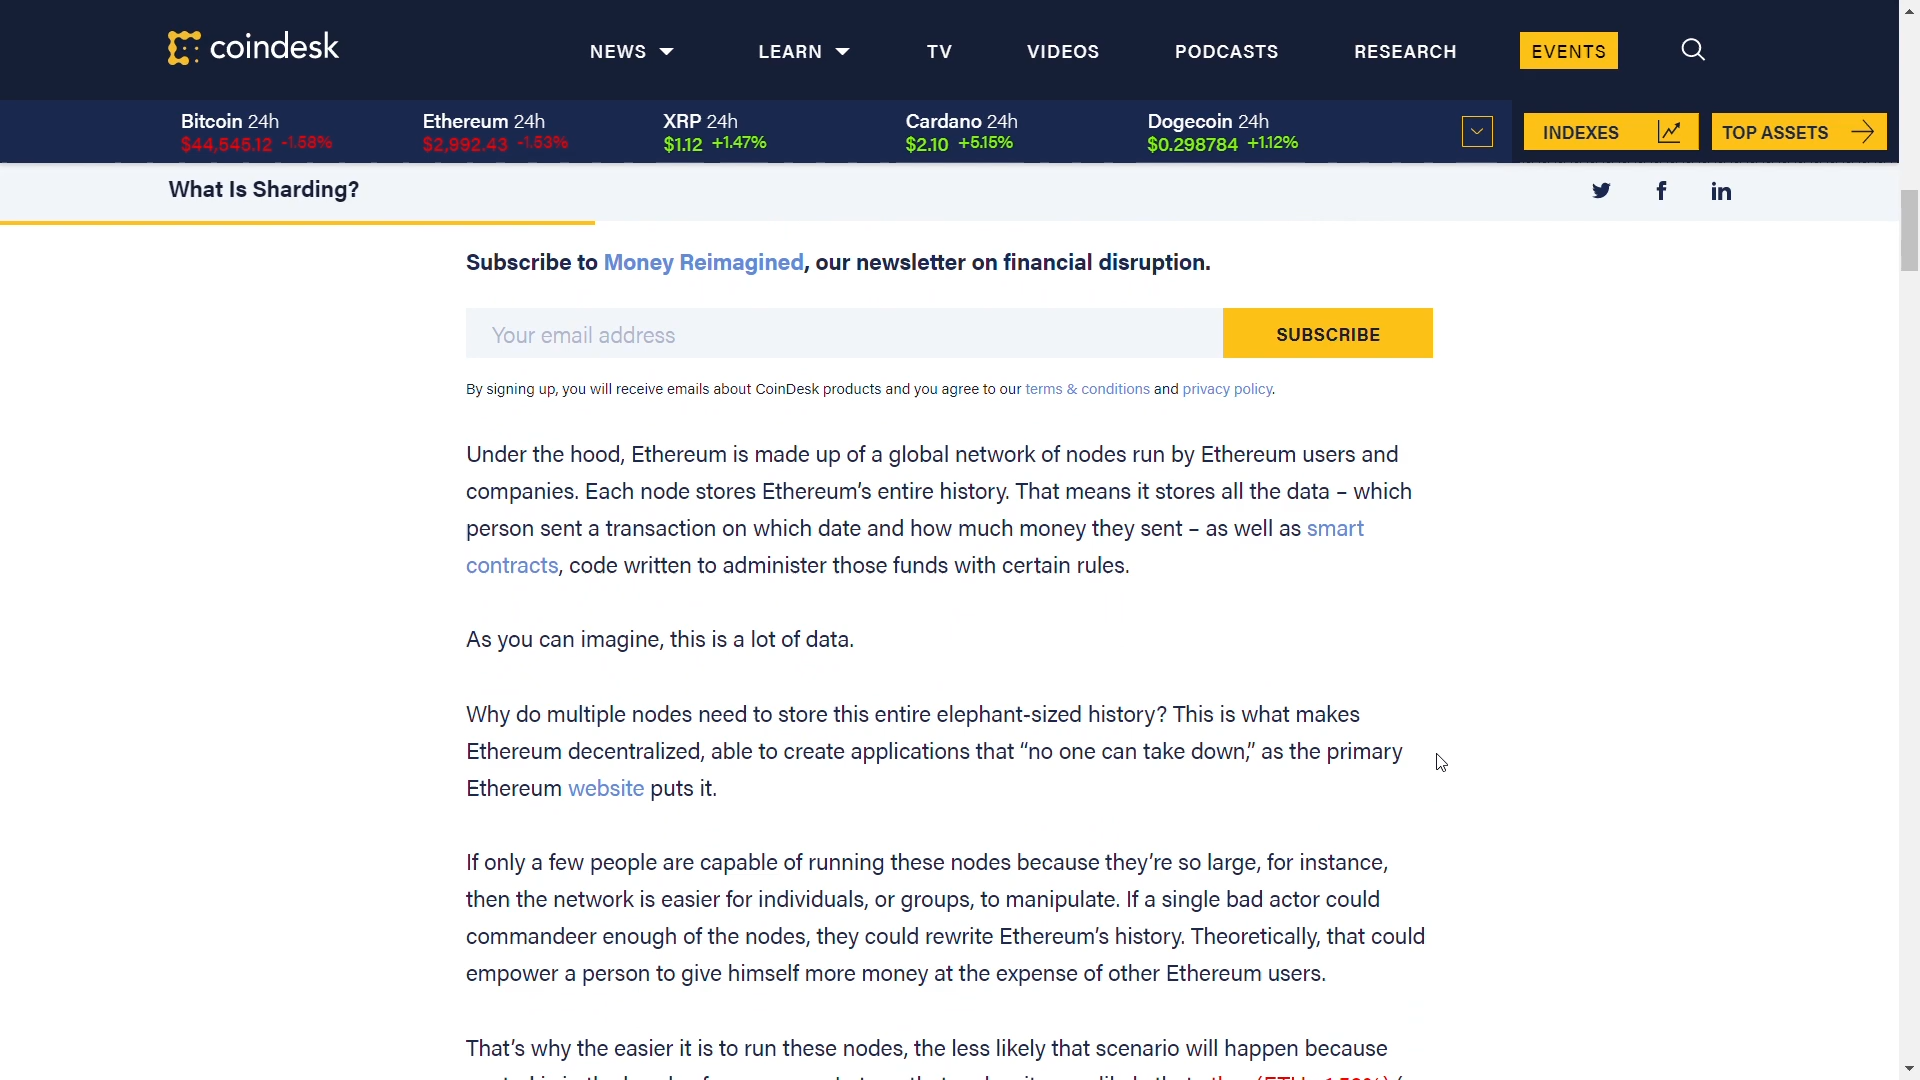 coindesk
NEWS
LEARN
TV
VIDEOS
PODCASTS
RESEARCH
EVENTS
Bitcoin 24h
$44,545.12 -1.58%
Ethereum 24h
$2,992.43 -1.53%
XRP 24h
$1.12 +1.47%
Cardano 24h
$2.10 +5.15%
Dogecoin 24h
$0.298784 +1.12%
INDEXES
TOP ASSETS
What Is Sharding?
Subscribe to Money Reimagined, our newsletter on financial disruption.
Your email address
SUBSCRIBE
By signing up, you will receive emails about CoinDesk products and you agree to our terms & conditions and privacy policy.
Under the hood, Ethereum is made up of a global network of nodes run by Ethereum users and
companies. Each node stores Ethereum’s entire history. That means it stores all the data – which
person sent a transaction on which date and how much money they sent – as well as smart
contracts, code written to administer those funds with certain rules.
As you can imagine, this is a lot of data.
Why do multiple nodes need to store this entire elephant-sized history? This is what makes
Ethereum decentralized, able to create applications that “no one can take down,” as the primary
Ethereum website puts it.
If only a few people are capable of running these nodes because they’re so large, for instance,
then the network is easier for individuals, or groups, to manipulate. If a single bad actor could
commandeer enough of the nodes, they could rewrite Ethereum’s history. Theoretically, that could
empower a person to give himself more money at the expense of other Ethereum users.
That’s why the easier it is to run these nodes, the less likely that scenario will happen because